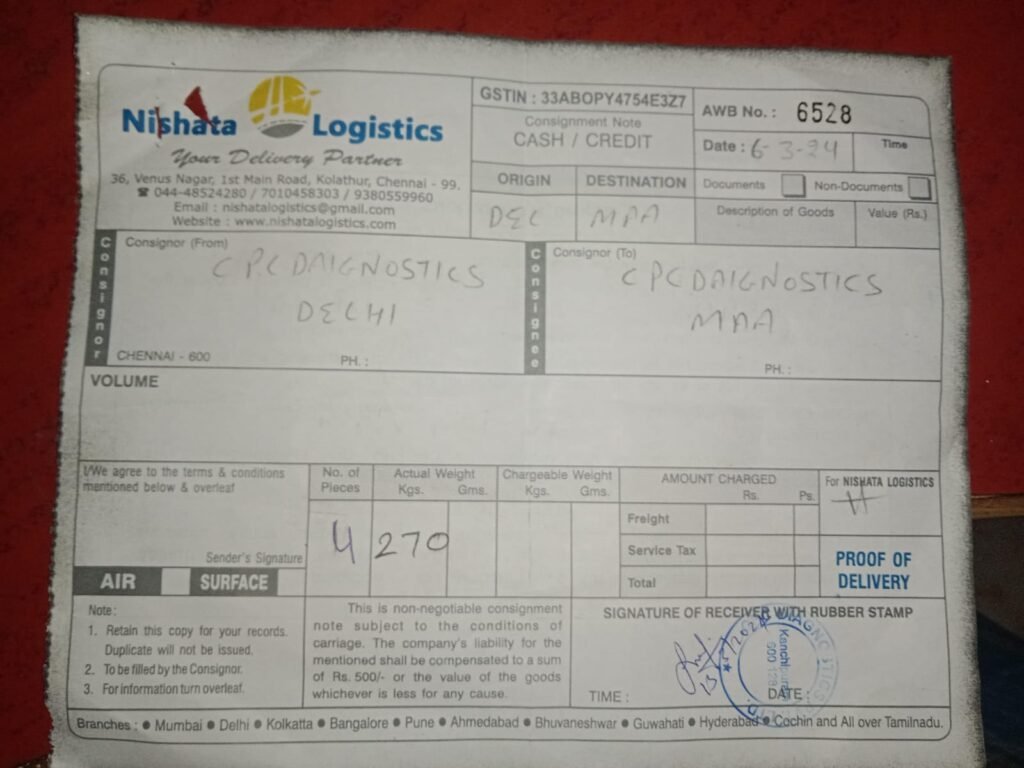 Nishata Logistics
Your Delivery Partner
36, Venus Nagar, 1st Main Road, Kolathur, Chennai - 99.
☎ 044-48524280 / 7010458303 / 9380559960
Email : nishatalogistics@gmail.com
Website : www.nishatalogistics.com
GSTIN : 33ABOPY4754E3Z7
Consignment Note
CASH / CREDIT
AWB No. : 6528
Date : 6-3-24
Time
ORIGIN
DESTINATION
Documents
Non-Documents
DEL
MAA
Description of Goods
Value (Rs.)
Consignor
Consignor (From)
CPCDAIGNOSTICS
DELHI
CHENNAI - 600
PH. :
Consignee
Consignor (To)
CPCDAIGNOSTICS
MAA
PH. :
VOLUME
I/We agree to the terms & conditions
mentioned below & overleaf
Sender's Signature
AIR
SURFACE
No. of
Pieces
4
Actual Weight
Kgs. Gms.
270
Chargeable Weight
Kgs. Gms.
AMOUNT CHARGED
Rs. Ps.
Freight
Service Tax
Total
For NISHATA LOGISTICS
PROOF OF
DELIVERY
Note :
1. Retain this copy for your records.
Duplicate will not be issued.
2. To be filled by the Consignor.
3. For information turn overleaf.
This is non-negotiable consignment
note subject to the conditions of
carriage. The company's liability for the
mentioned shall be compensated to a sum
of Rs. 500/- or the value of the goods
whichever is less for any cause.
SIGNATURE OF RECEIVER WITH RUBBER STAMP
Kanchipuram
TIME :
DATE :
Branches : ● Mumbai ● Delhi ● Kolkatta ● Bangalore ● Pune ● Ahmedabad ● Bhuvaneshwar ● Guwahati ● Hyderabad ● Cochin and All over Tamilnadu.